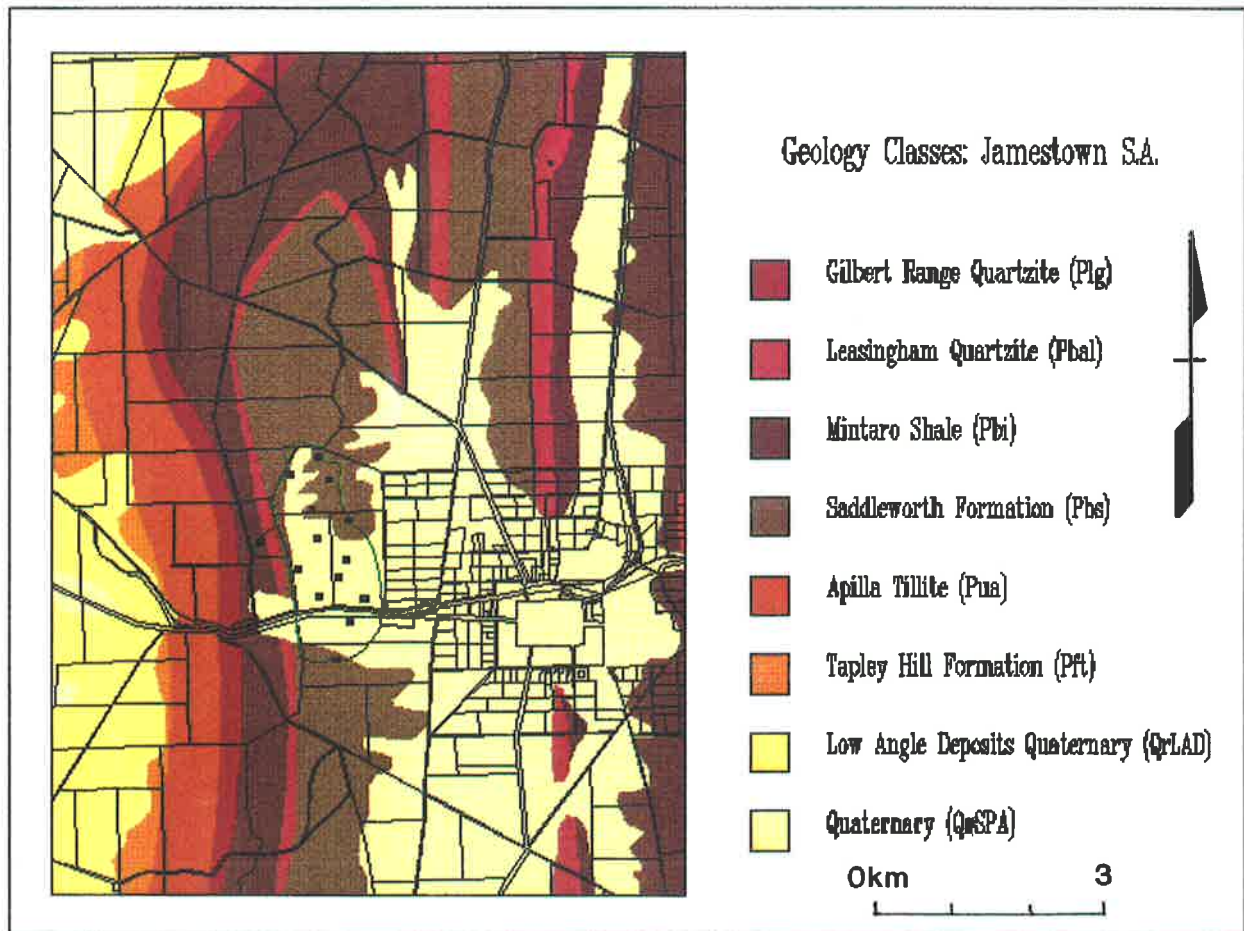 Geology Classes: Jamestown S.A.
Gilbert Range Quartzite (Plg)
Leasingham Quartzite (Pbal)
Mintaro Shale (Pbi)
Saddleworth Formation (Pbs)
Apilla Tillite (Pua)
Tapley Hill Formation (Pft)
Low Angle Deposits Quaternary (QrLAD)
Quaternary
0km 3